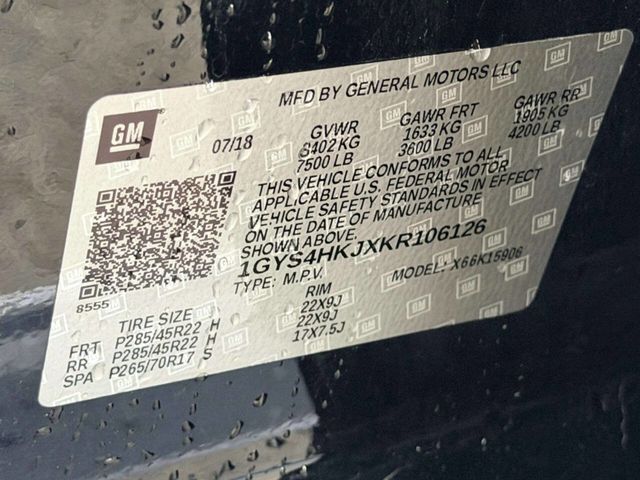 MFD BY GENERAL MOTORS LLC
GM
07/18
GVWR GAWR FRT GAWR RR
3402 KG 1633 KG 1905 KG
7500 LB 3600 LB 4200 LB
THIS VEHICLE CONFORMS TO ALL
APPLICABLE U.S. FEDERAL MOTOR
VEHICLE SAFETY STANDARDS IN EFFECT
ON THE DATE OF MANUFACTURE
SHOWN ABOVE.
1GYS4HKJXKR106126
TYPE: M.P.V. MODEL: X66K15906
8555
TIRE SIZE RIM
FRT P285/45R22 H 22X9J
RR P285/45R22 H 22X9J
SPA P265/70R17 S 17X7.5J